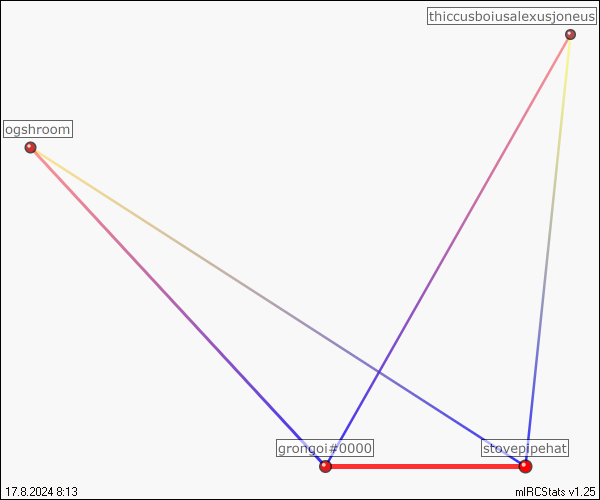 thiccusboiusalexusjoneus
ogshroom
grongoi#0000
stovepipehat
17.8.2024 8:13
mIRCStats v1.25